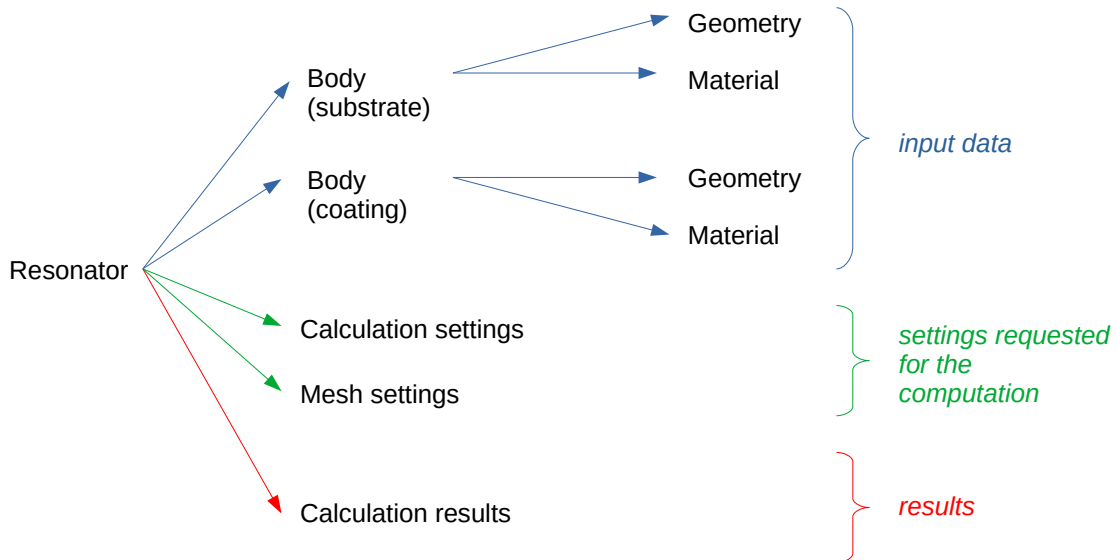 Geometry
Body
(substrate)
Material
input data
Body
(coating)
Geometry
Material
Resonator
Calculation settings
settings requested
for the
computation
Mesh settings
Calculation results
results